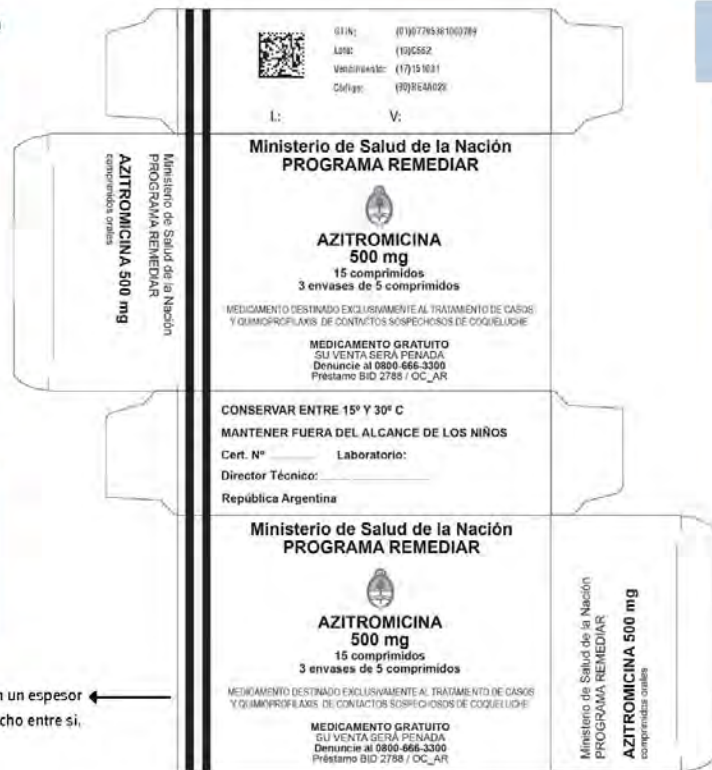 GTIN: (01)07795381000789
Lote: (10)C552
Vencimiento: (17)151031
Código:
L: V:
Ministerio de Salud de la Nación
PROGRAMA REMEDIAR
AZITROMICINA
500 mg
15 comprimidos
3 envases de 5 comprimidos
MEDICAMENTO DESTINADO EXCLUSIVAMENTE AL TRATAMIENTO DE CASOS
Y QUIMIOPROFILAXIS DE CONTACTOS SOSPECHOSOS DE COQUELUCHE
MEDICAMENTO GRATUITO
SU VENTA SERÁ PENADA
Denuncie al 0800-666-3300
Préstamo BID 2788 / OC_AR
Ministerio de Salud de la Nación
PROGRAMA REMEDIAR
AZITROMICINA 500 mg
comprimidos orales
CONSERVAR ENTRE 15º Y 30º C
MANTENER FUERA DEL ALCANCE DE LOS NIÑOS
Cert. Nº Laboratorio:
Director Técnico:
República Argentina
Ministerio de Salud de la Nación
PROGRAMA REMEDIAR
AZITROMICINA
500 mg
15 comprimidos
3 envases de 5 comprimidos
MEDICAMENTO DESTINADO EXCLUSIVAMENTE AL TRATAMIENTO DE CASOS
Y QUIMIOPROFILAXIS DE CONTACTOS SOSPECHOSOS DE COQUELUCHE
MEDICAMENTO GRATUITO
SU VENTA SERÁ PENADA
Denuncie al 0800-666-3300
Préstamo BID 2788 / OC_AR
Ministerio de Salud de la Nación
PROGRAMA REMEDIAR
AZITROMICINA 500 mg
comprimidos orales
un espesor
entre si.